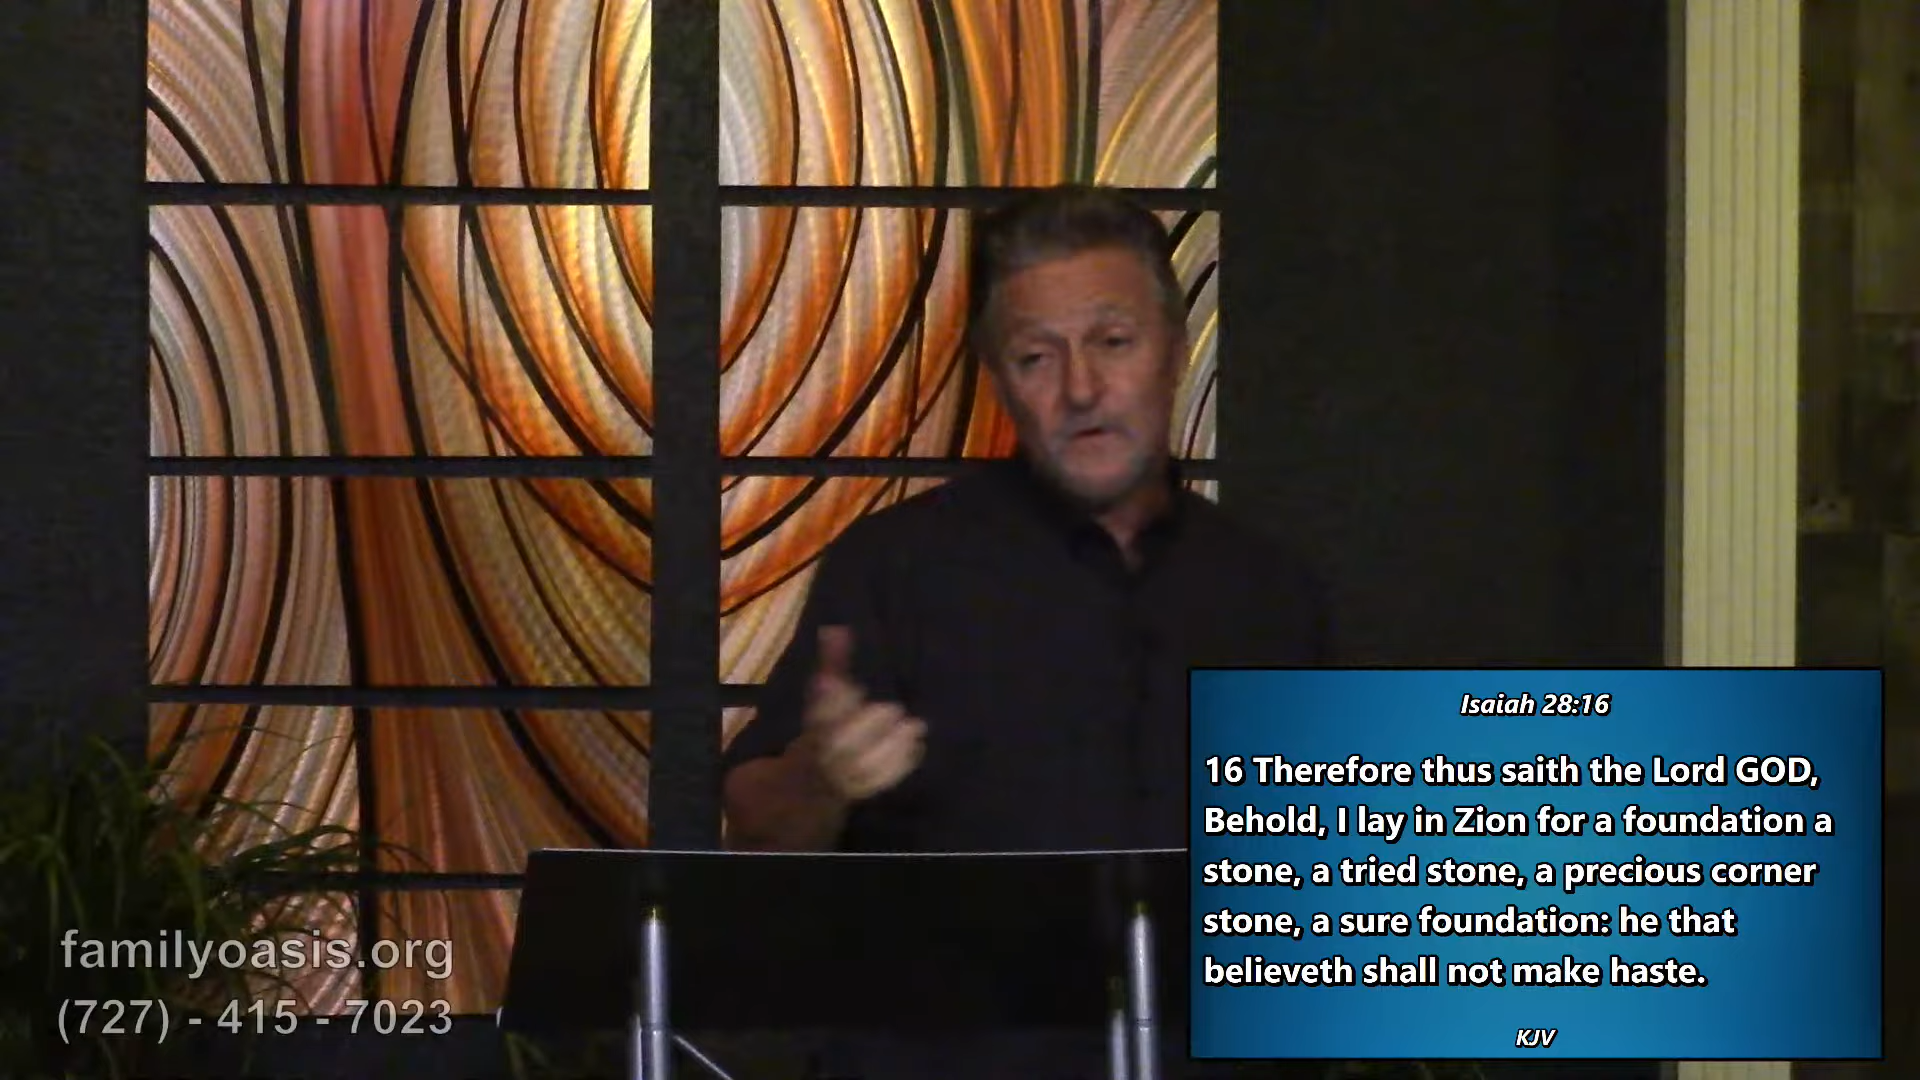 Isaiah 28:16
16 Therefore thus saith the Lord GOD,
Behold, I lay in Zion for a foundation a
stone, a tried stone, a precious corner
stone, a sure foundation: he that
believeth shall not make haste.
KJV
familyoasis.org
(727) - 415 - 7023